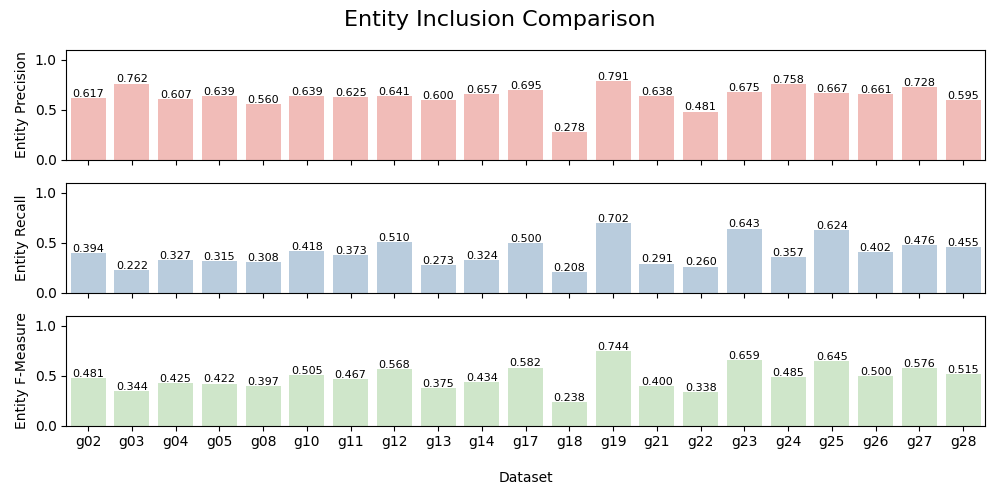 Entity Inclusion Comparison
Entity Precision
1.0
0.5
0.0
0.617 0.762 0.607 0.639 0.560 0.639 0.625 0.641 0.600 0.657 0.695 0.278 0.791 0.638 0.481 0.675 0.758 0.667 0.661 0.728 0.595
Entity Recall
1.0
0.5
0.0
0.394 0.222 0.327 0.315 0.308 0.418 0.373 0.510 0.273 0.324 0.500 0.208 0.702 0.291 0.260 0.643 0.357 0.624 0.402 0.476 0.455
Entity F-Measure
1.0
0.5
0.0
0.481 0.344 0.425 0.422 0.397 0.505 0.467 0.568 0.375 0.434 0.582 0.238 0.744 0.400 0.338 0.659 0.485 0.645 0.500 0.576 0.515
g02 g03 g04 g05 g08 g10 g11 g12 g13 g14 g17 g18 g19 g21 g22 g23 g24 g25 g26 g27 g28
Dataset